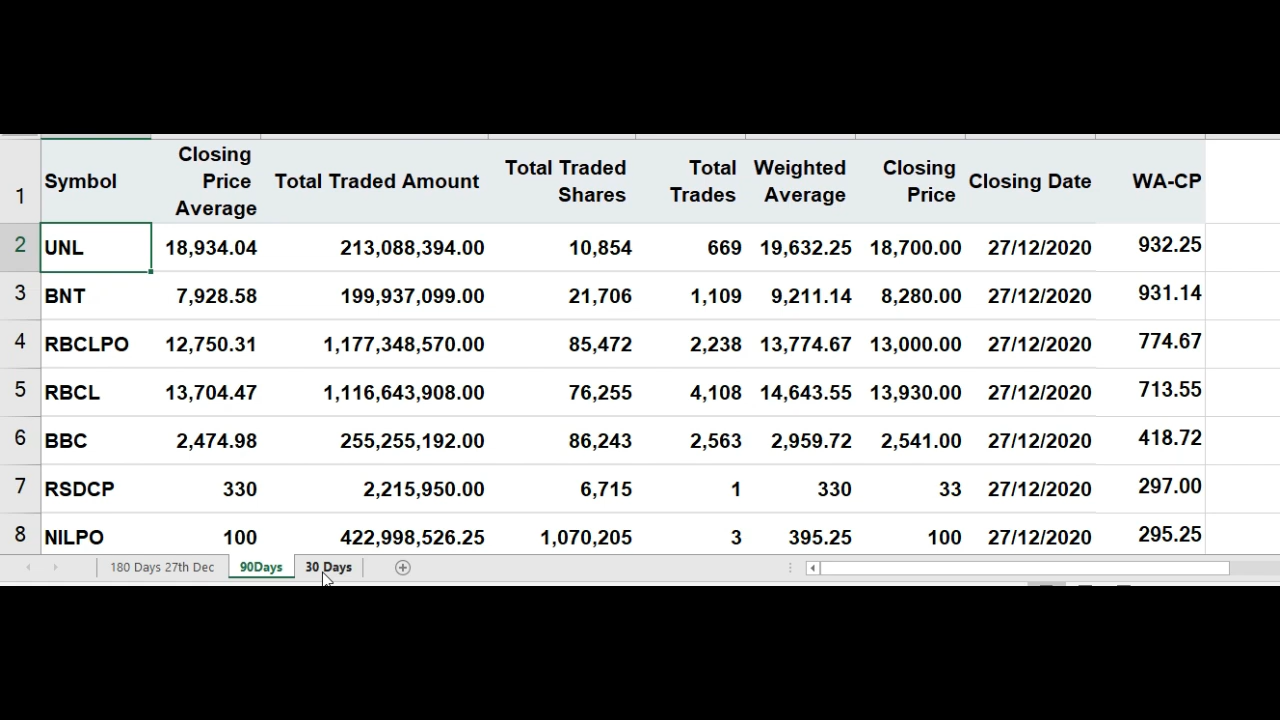 1 Symbol Closing Price Average Total Traded Amount Total Traded Shares Total Trades Weighted Average Closing Price Closing Date WA-CP
2 UNL 18,934.04 213,088,394.00 10,854 669 19,632.25 18,700.00 27/12/2020 932.25
3 BNT 7,928.58 199,937,099.00 21,706 1,109 9,211.14 8,280.00 27/12/2020 931.14
4 RBCLPO 12,750.31 1,177,348,570.00 85,472 2,238 13,774.67 13,000.00 27/12/2020 774.67
5 RBCL 13,704.47 1,116,643,908.00 76,255 4,108 14,643.55 13,930.00 27/12/2020 713.55
6 BBC 2,474.98 255,255,192.00 86,243 2,563 2,959.72 2,541.00 27/12/2020 418.72
7 RSDCP 330 2,215,950.00 6,715 1 330 33 27/12/2020 297.00
8 NILPO 100 422,998,526.25 1,070,205 3 395.25 100 27/12/2020 295.25
180 Days 27th Dec 90Days 30 Days